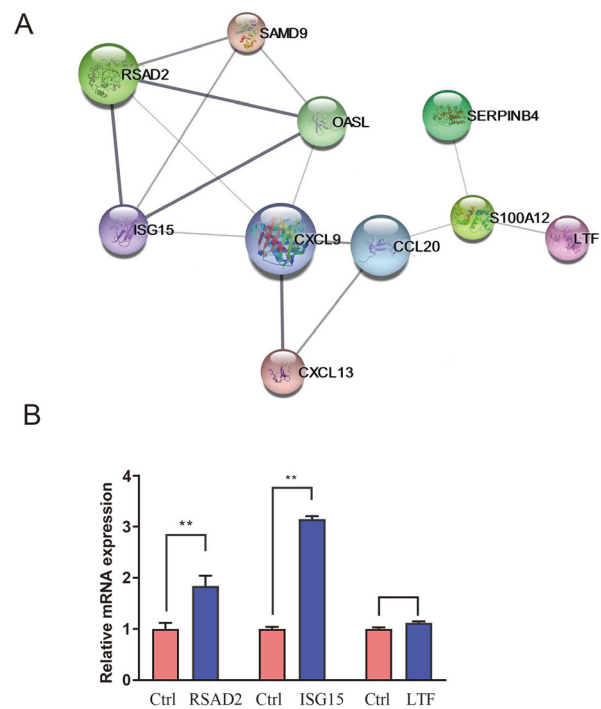 A
SAMD9
RSAD2
OASL
SERPINB4
ISG15
CXCL9
CCL20
S100A12
LTF
CXCL13
B
Relative mRNA expression
4
3
2
1
0
**
**
Ctrl RSAD2 Ctrl ISG15 Ctrl LTF